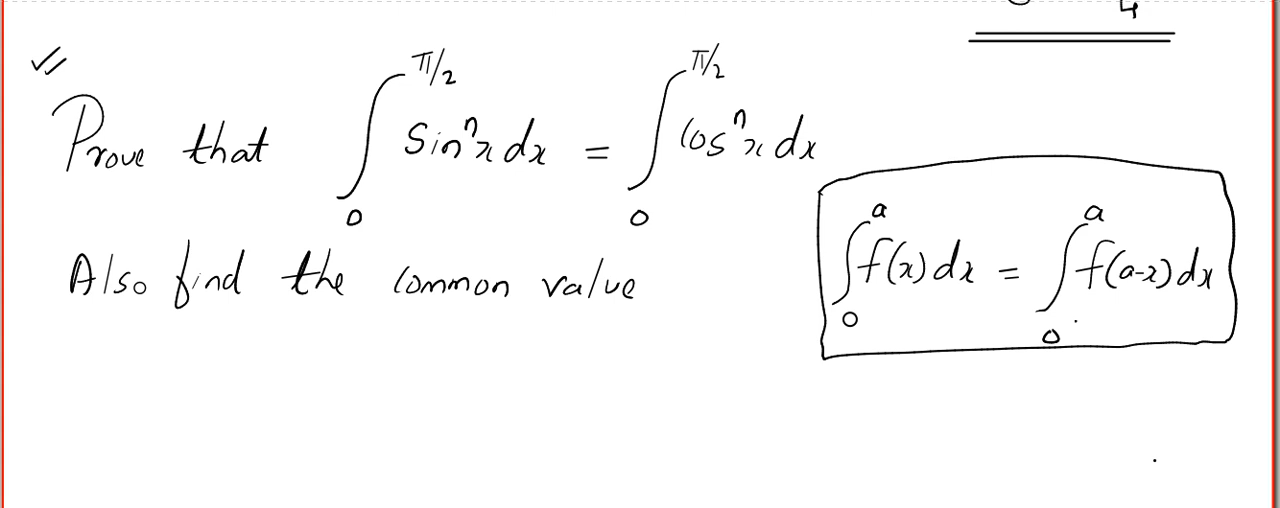 4
Prove that ∫₀^{π/2} Sinⁿx dx = ∫₀^{π/2} Cosⁿx dx
∫₀^a f(x) dx = ∫₀^a f(a-x) dx
Also find the common value